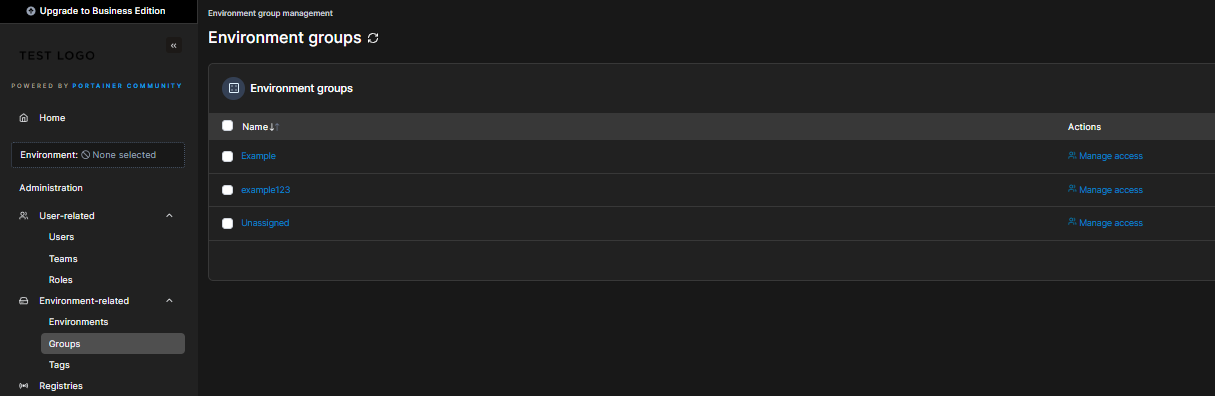 Upgrade to Business Edition
TEST LOGO
POWERED BY PORTAINER COMMUNITY
Home
Environment: None selected
Administration
User-related
Users
Teams
Roles
Environment-related
Environments
Groups
Tags
Registries
Environment group management
Environment groups
Environment groups
Name Actions
Example Manage access
example123 Manage access
Unassigned Manage access